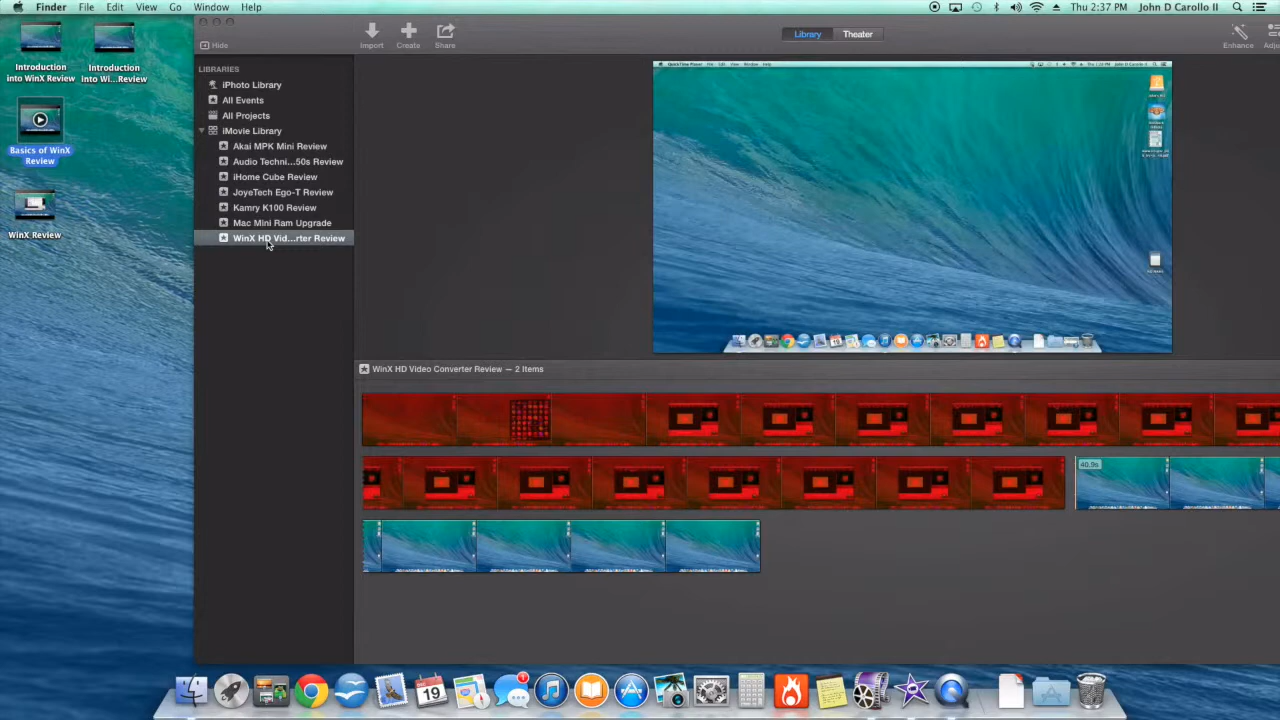 Finder File Edit View Go Window Help
Thu 2:37 PM John D Carollo II
Introduction
into WinX Review
Introduction
Into Wi...Review
Basics of WinX
Review
WinX Review
Hide
Import
Create
Share
Library
Theater
Enhance
LIBRARIES
iPhoto Library
All Events
All Projects
iMovie Library
Akai MPK Mini Review
Audio Techni...50s Review
iHome Cube Review
JoyeTech Ego-T Review
Kamry K100 Review
Mac Mini Ram Upgrade
WinX HD Vid...rter Review
WinX HD Video Converter Review — 2 Items
40.9s
19
1